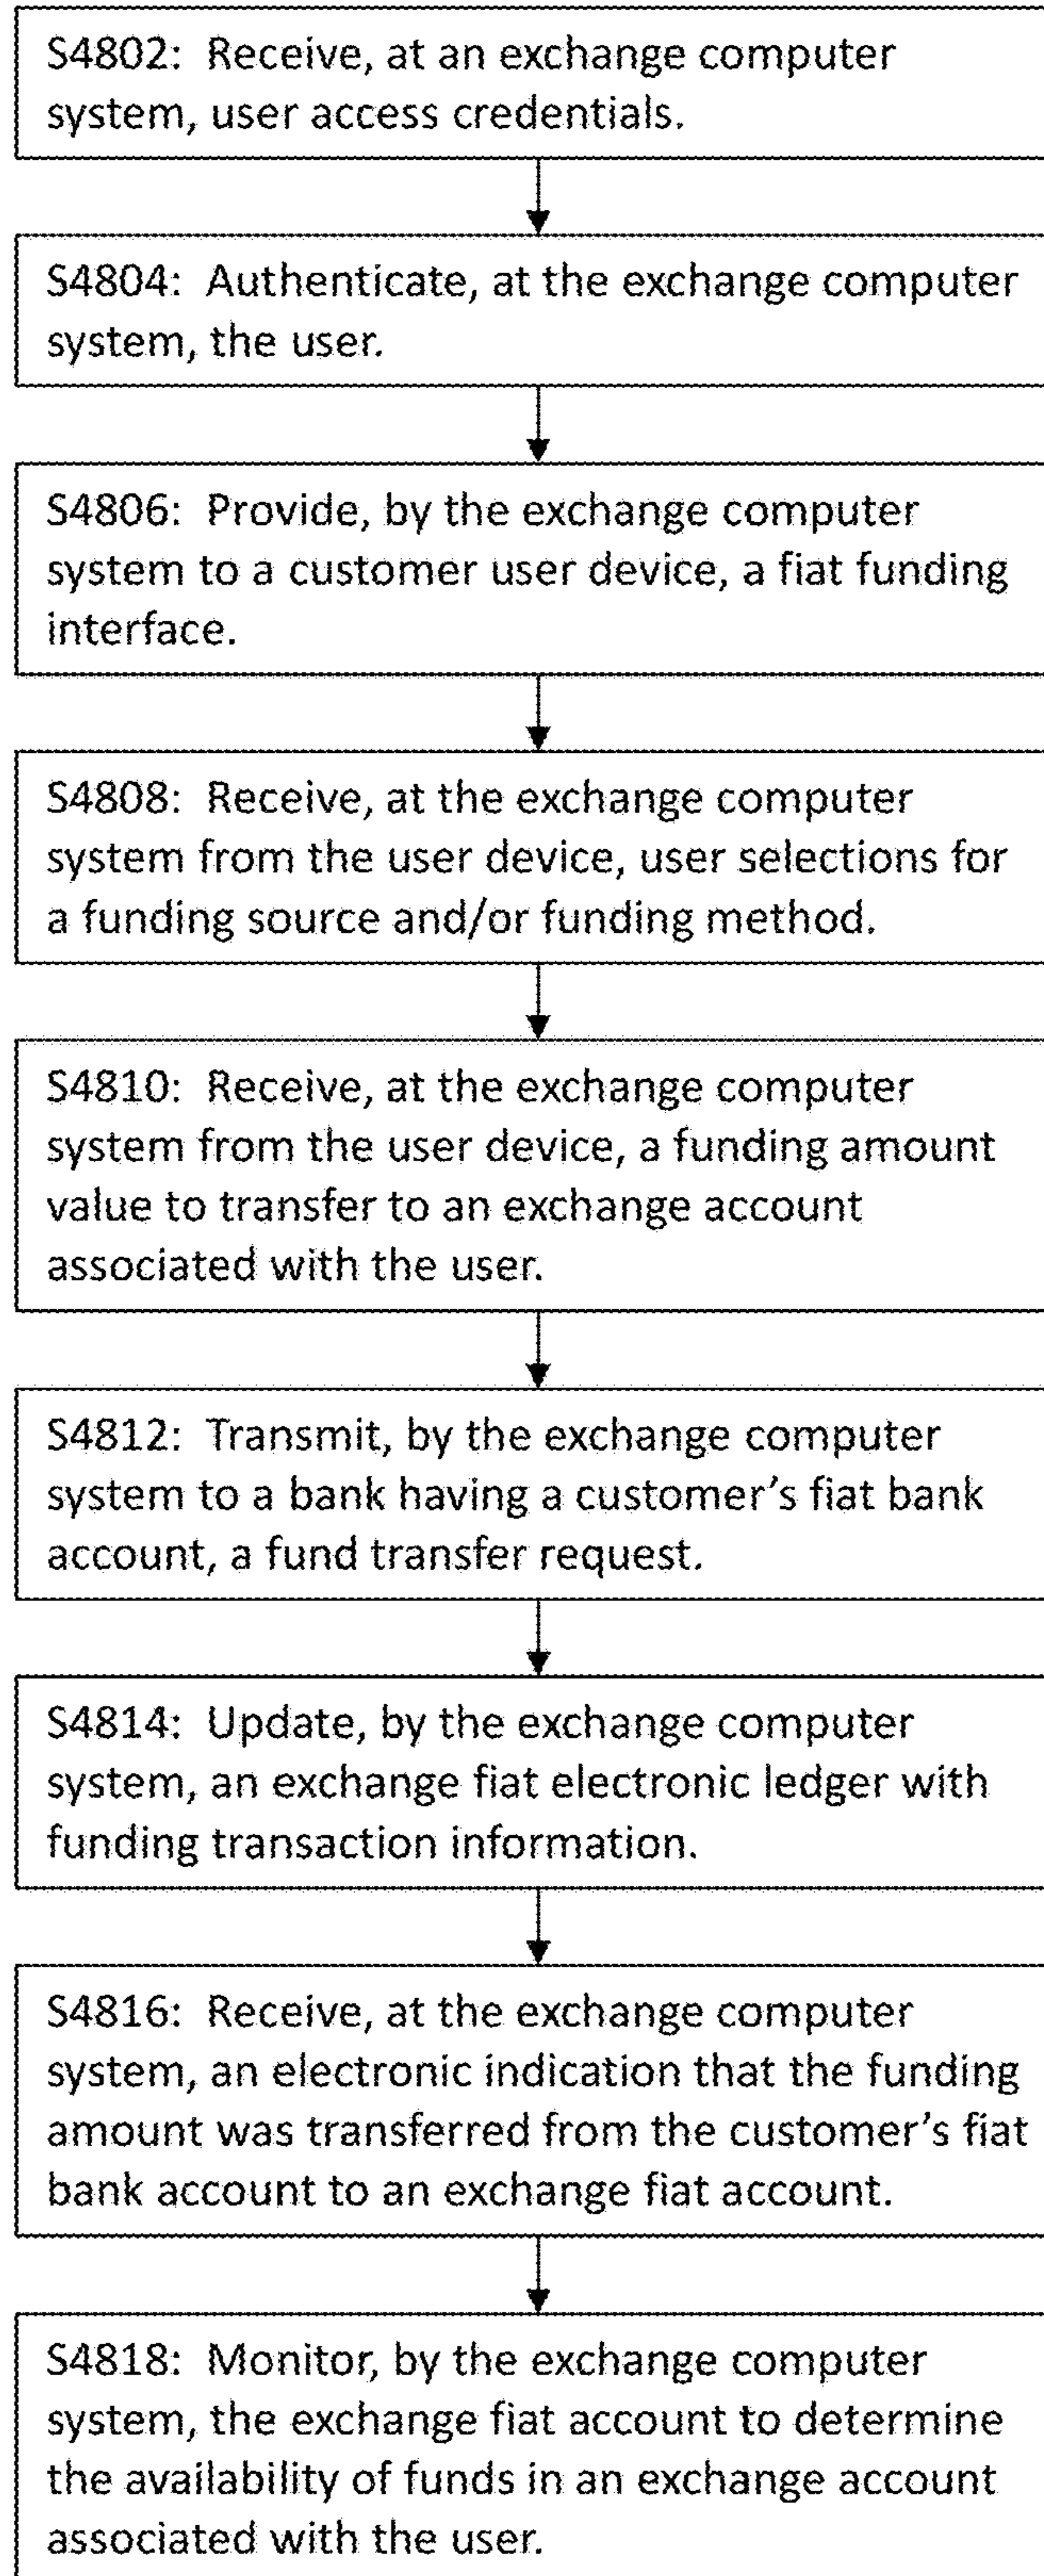 S4802: Receive, at an exchange computer
system, user access credentials.
S4804: Authenticate, at the exchange computer
system, the user.
S4806: Provide, by the exchange computer
system to a customer user device, a fiat funding
interface.
S4808: Receive, at the exchange computer
system from the user device, user selections for
a funding source and/or funding method.
S4810: Receive, at the exchange computer
system from the user device, a funding amount
value to transfer to an exchange account
associated with the user.
S4812: Transmit, by the exchange computer
system to a bank having a customer's fiat bank
account, a fund transfer request.
S4814: Update, by the exchange computer
system, an exchange fiat electronic ledger with
funding transaction information.
S4816: Receive, at the exchange computer
system, an electronic indication that the funding
amount was transferred from the customer's fiat
bank account to an exchange fiat account.
S4818: Monitor, by the exchange computer
system, the exchange fiat account to determine
the availability of funds in an exchange account
associated with the user.